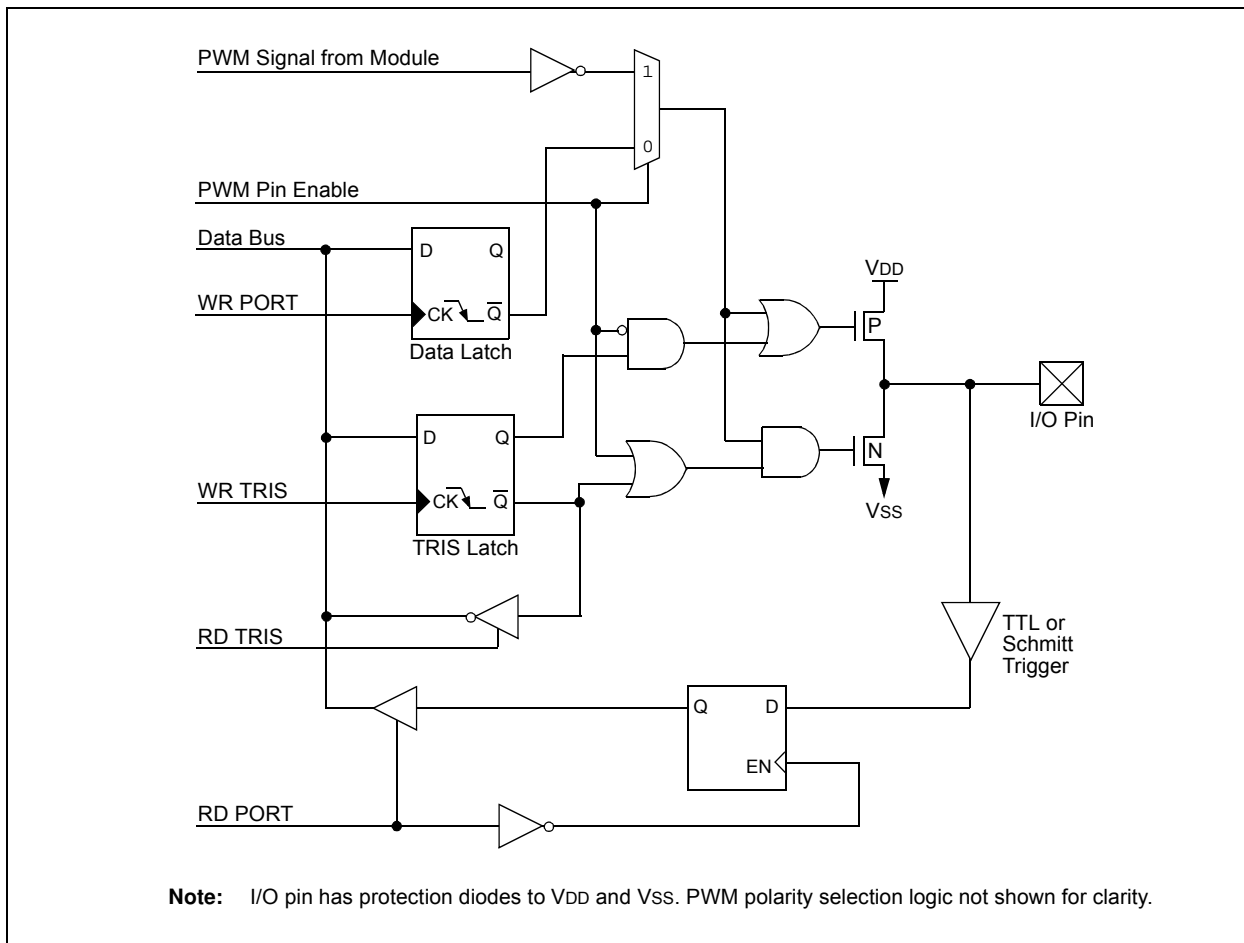 PWM Signal from Module
1
0
PWM Pin Enable
Data Bus
D Q
WR PORT
CK Q̅
Data Latch
VDD
P
I/O Pin
D Q
N
WR TRIS
CK Q̅
VSS
TRIS Latch
RD TRIS
TTL or
Schmitt
Trigger
Q D
EN
RD PORT
Note: I/O pin has protection diodes to VDD and VSS. PWM polarity selection logic not shown for clarity.